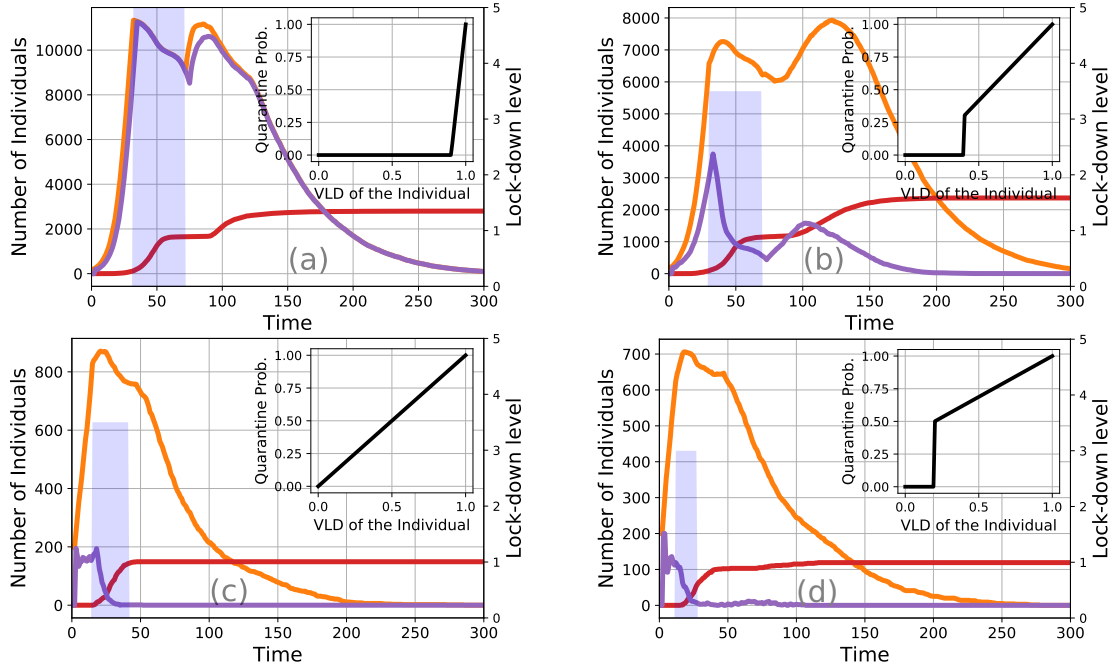 Number of Individuals
10000
8000
6000
4000
2000
0
0 50 100 150 200 250 300
Time
5
4
3
2
1
0
Lock-down level
Quarantine Prob.
1.00
0.75
0.50
0.25
0.00
0.0 0.5 1.0
VLD of the Individual
(a)
Number of Individuals
8000
7000
6000
5000
4000
3000
2000
1000
0
0 50 100 150 200 250 300
Time
5
4
3
2
1
0
Lock-down level
Quarantine Prob.
1.00
0.75
0.50
0.25
0.00
0.0 0.5 1.0
VLD of the Individual
(b)
Number of Individuals
800
600
400
200
0
0 50 100 150 200 250 300
Time
5
4
3
2
1
0
Lock-down level
Quarantine Prob.
1.00
0.75
0.50
0.25
0.00
0.0 0.5 1.0
VLD of the Individual
(c)
Number of Individuals
700
600
500
400
300
200
100
0
0 50 100 150 200 250 300
Time
5
4
3
2
1
0
Lock-down level
Quarantine Prob.
1.00
0.75
0.50
0.25
0.00
0.0 0.5 1.0
VLD of the Individual
(d)